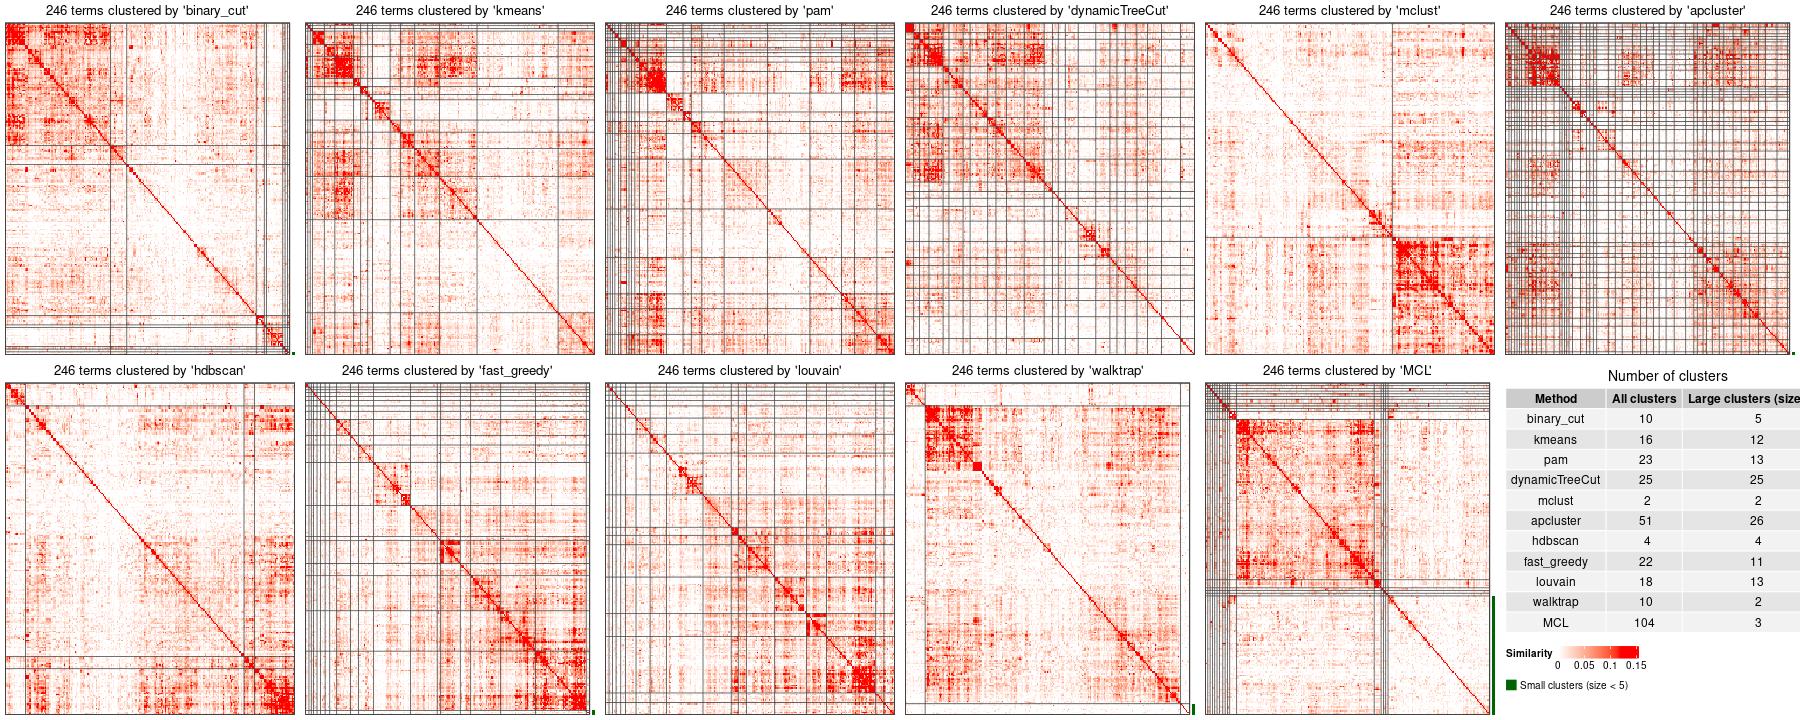 246 terms clustered by 'binary_cut'
246 terms clustered by 'kmeans'
246 terms clustered by 'pam'
246 terms clustered by 'dynamicTreeCut'
246 terms clustered by 'mclust'
246 terms clustered by 'apcluster'
246 terms clustered by 'hdbscan'
246 terms clustered by 'fast_greedy'
246 terms clustered by 'louvain'
246 terms clustered by 'walktrap'
246 terms clustered by 'MCL'
Number of clusters
Method All clusters Large clusters (size
binary_cut 10 5
kmeans 16 12
pam 23 13
dynamicTreeCut 25 25
mclust 2 2
apcluster 51 26
hdbscan 4 4
fast_greedy 22 11
louvain 18 13
walktrap 10 2
MCL 104 3
Similarity
0 0.05 0.1 0.15
Small clusters (size < 5)